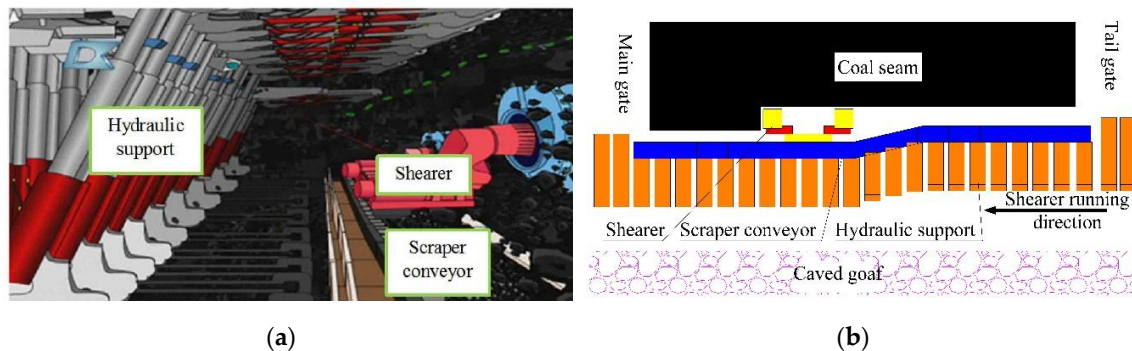 Hydraulic
support
Shearer
Scraper
conveyor
(a)
Main gate
Coal seam
Tail gate
Shearer running
direction
Shearer
Scraper conveyor
Hydraulic support
Caved goaf
(b)